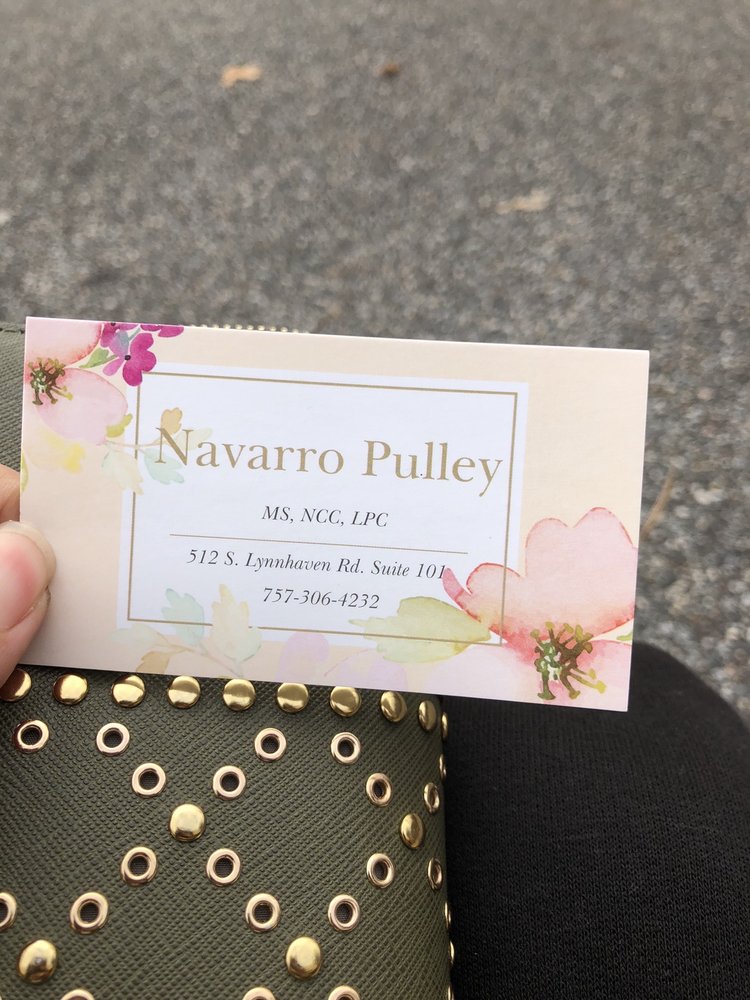 Navarro Pulley
MS, NCC, LPC
512 S. Lynnhaven Rd. Suite 101
757-306-4232